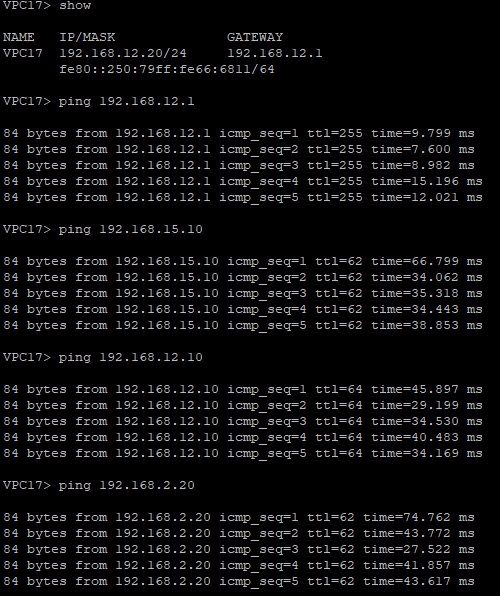 VPC17> show
NAME   IP/MASK              GATEWAY
VPC17  192.168.12.20/24     192.168.12.1
       fe80::250:79ff:fe66:6811/64
VPC17> ping 192.168.12.1
84 bytes from 192.168.12.1 icmp_seq=1 ttl=255 time=9.799 ms
84 bytes from 192.168.12.1 icmp_seq=2 ttl=255 time=7.600 ms
84 bytes from 192.168.12.1 icmp_seq=3 ttl=255 time=8.982 ms
84 bytes from 192.168.12.1 icmp_seq=4 ttl=255 time=15.196 ms
84 bytes from 192.168.12.1 icmp_seq=5 ttl=255 time=12.021 ms
VPC17> ping 192.168.15.10
84 bytes from 192.168.15.10 icmp_seq=1 ttl=62 time=66.799 ms
84 bytes from 192.168.15.10 icmp_seq=2 ttl=62 time=34.062 ms
84 bytes from 192.168.15.10 icmp_seq=3 ttl=62 time=35.318 ms
84 bytes from 192.168.15.10 icmp_seq=4 ttl=62 time=34.443 ms
84 bytes from 192.168.15.10 icmp_seq=5 ttl=62 time=38.853 ms
VPC17> ping 192.168.12.10
84 bytes from 192.168.12.10 icmp_seq=1 ttl=64 time=45.897 ms
84 bytes from 192.168.12.10 icmp_seq=2 ttl=64 time=29.199 ms
84 bytes from 192.168.12.10 icmp_seq=3 ttl=64 time=34.530 ms
84 bytes from 192.168.12.10 icmp_seq=4 ttl=64 time=40.483 ms
84 bytes from 192.168.12.10 icmp_seq=5 ttl=64 time=34.169 ms
VPC17> ping 192.168.2.20
84 bytes from 192.168.2.20 icmp_seq=1 ttl=62 time=74.762 ms
84 bytes from 192.168.2.20 icmp_seq=2 ttl=62 time=43.772 ms
84 bytes from 192.168.2.20 icmp_seq=3 ttl=62 time=27.522 ms
84 bytes from 192.168.2.20 icmp_seq=4 ttl=62 time=41.857 ms
84 bytes from 192.168.2.20 icmp_seq=5 ttl=62 time=43.617 ms